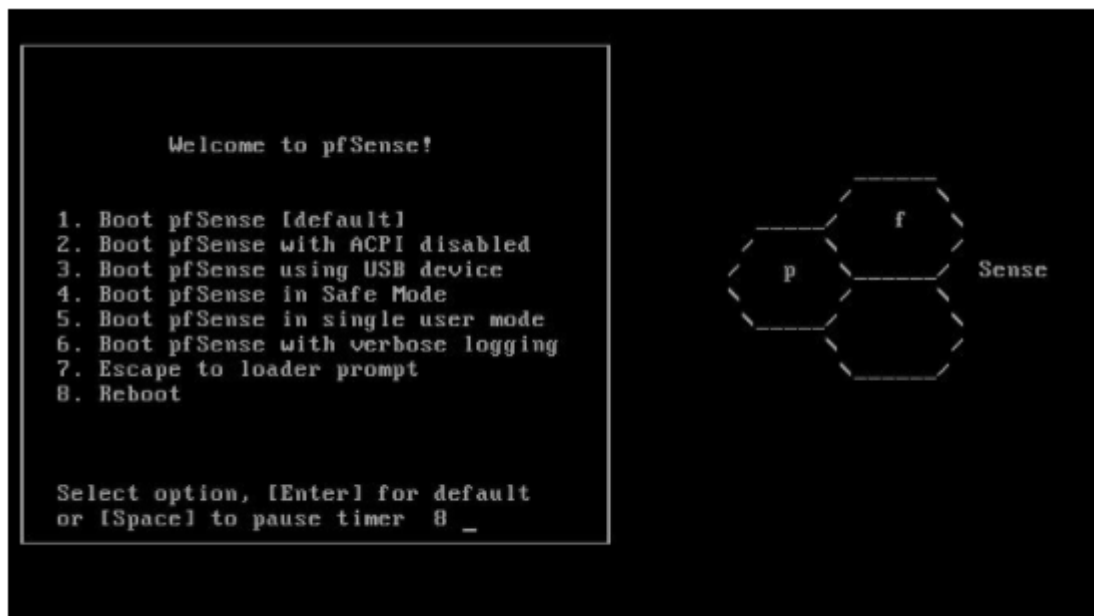 Welcome to pfSense!
1. Boot pfSense [default]
2. Boot pfSense with ACPI disabled
3. Boot pfSense using USB device
4. Boot pfSense in Safe Mode
5. Boot pfSense in single user mode
6. Boot pfSense with verbose logging
7. Escape to loader prompt
8. Reboot
Select option, [Enter] for default
or [Space] to pause timer 8 _
f
p
Sense